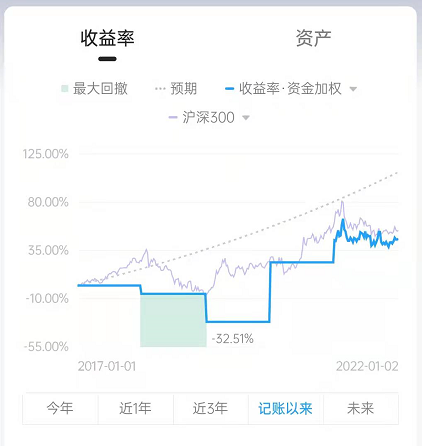 收益率 资产
最大回撤 预期 收益率·资金加权
沪深300
125.00%
80.00%
35.00%
-10.00%
-55.00%
-32.51%
2017-01-01 2022-01-02
今年 近1年 近3年 记账以来 未来